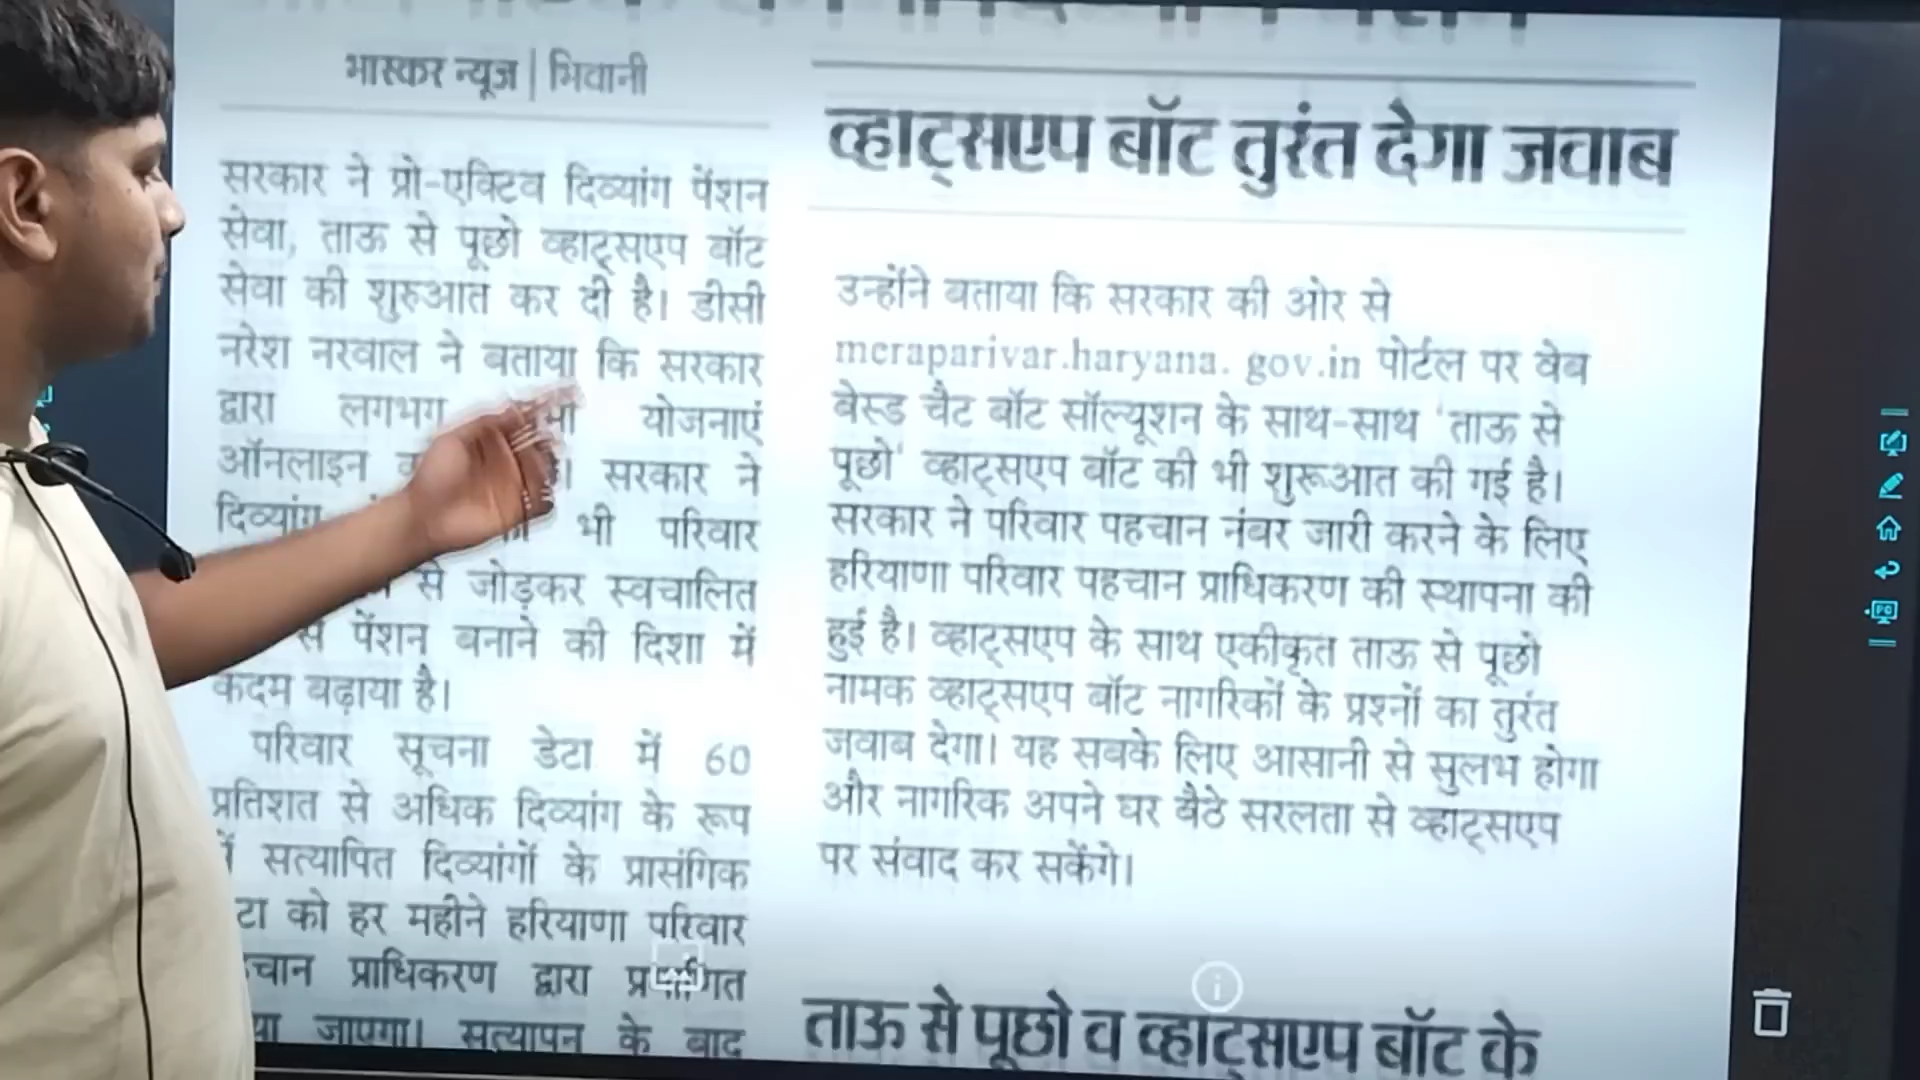 भास्कर न्यूज | भिवानी
सरकार ने प्रो-एक्टिव दिव्यांग पेंशन
सेवा, ताऊ से पूछो व्हाट्सएप बॉट
सेवा की शुरुआत कर दी है। डीसी
नरेश नरवाल ने बताया कि सरकार
द्वारा लगभग योजनाएं
ऑनलाइन सरकार ने
दिव्यांग भी परिवार
से जोड़कर स्वचालित
से पेंशन बनाने की दिशा में
कदम बढ़ाया है।
परिवार सूचना डेटा में 60
प्रतिशत से अधिक दिव्यांग के रूप
में सत्यापित दिव्यांगों के प्रासंगिक
को हर महीने हरियाणा परिवार
प्राधिकरण द्वारा
जाएगा। सत्यापन के बाद
व्हाट्सएप बॉट तुरंत देगा जवाब
उन्होंने बताया कि सरकार की ओर से
meraparivar.haryana. gov.in पोर्टल पर वेब
बेस्ड चैट बॉट सॉल्यूशन के साथ-साथ 'ताऊ से
पूछो' व्हाट्सएप बॉट की भी शुरूआत की गई है।
सरकार ने परिवार पहचान नंबर जारी करने के लिए
हरियाणा परिवार पहचान प्राधिकरण की स्थापना की
हुई है। व्हाट्सएप के साथ एकीकृत ताऊ से पूछो
नामक व्हाट्सएप बॉट नागरिकों के प्रश्नों का तुरंत
जवाब देगा। यह सबके लिए आसानी से सुलभ होगा
और नागरिक अपने घर बैठे सरलता से व्हाट्सएप
पर संवाद कर सकेंगे।
ताऊ से पूछो व व्हाट्सएप बॉट के